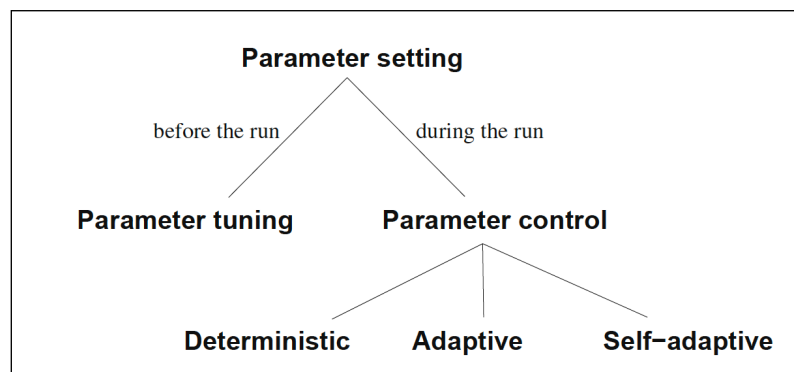 Parameter setting
before the run
during the run
Parameter tuning
Parameter control
Deterministic
Adaptive
Self−adaptive